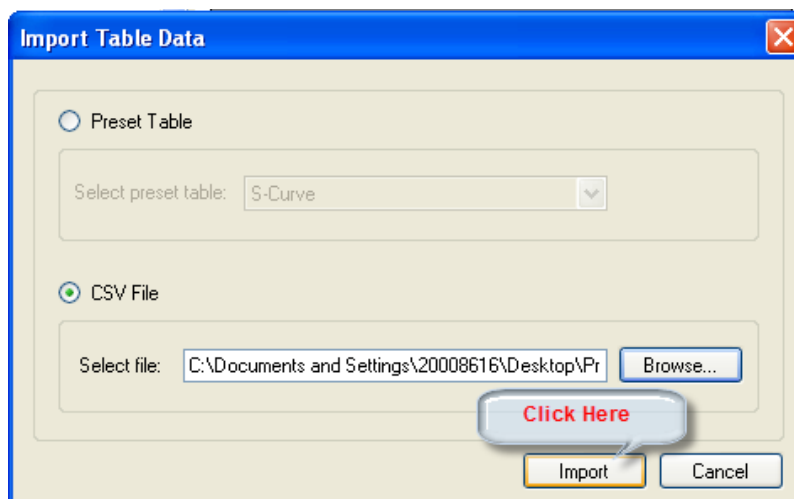 Import Table Data
Preset Table
Select preset table: S-Curve
CSV File
Select file: C:\Documents and Settings\20008616\Desktop\Pr Browse...
Click Here
Import Cancel